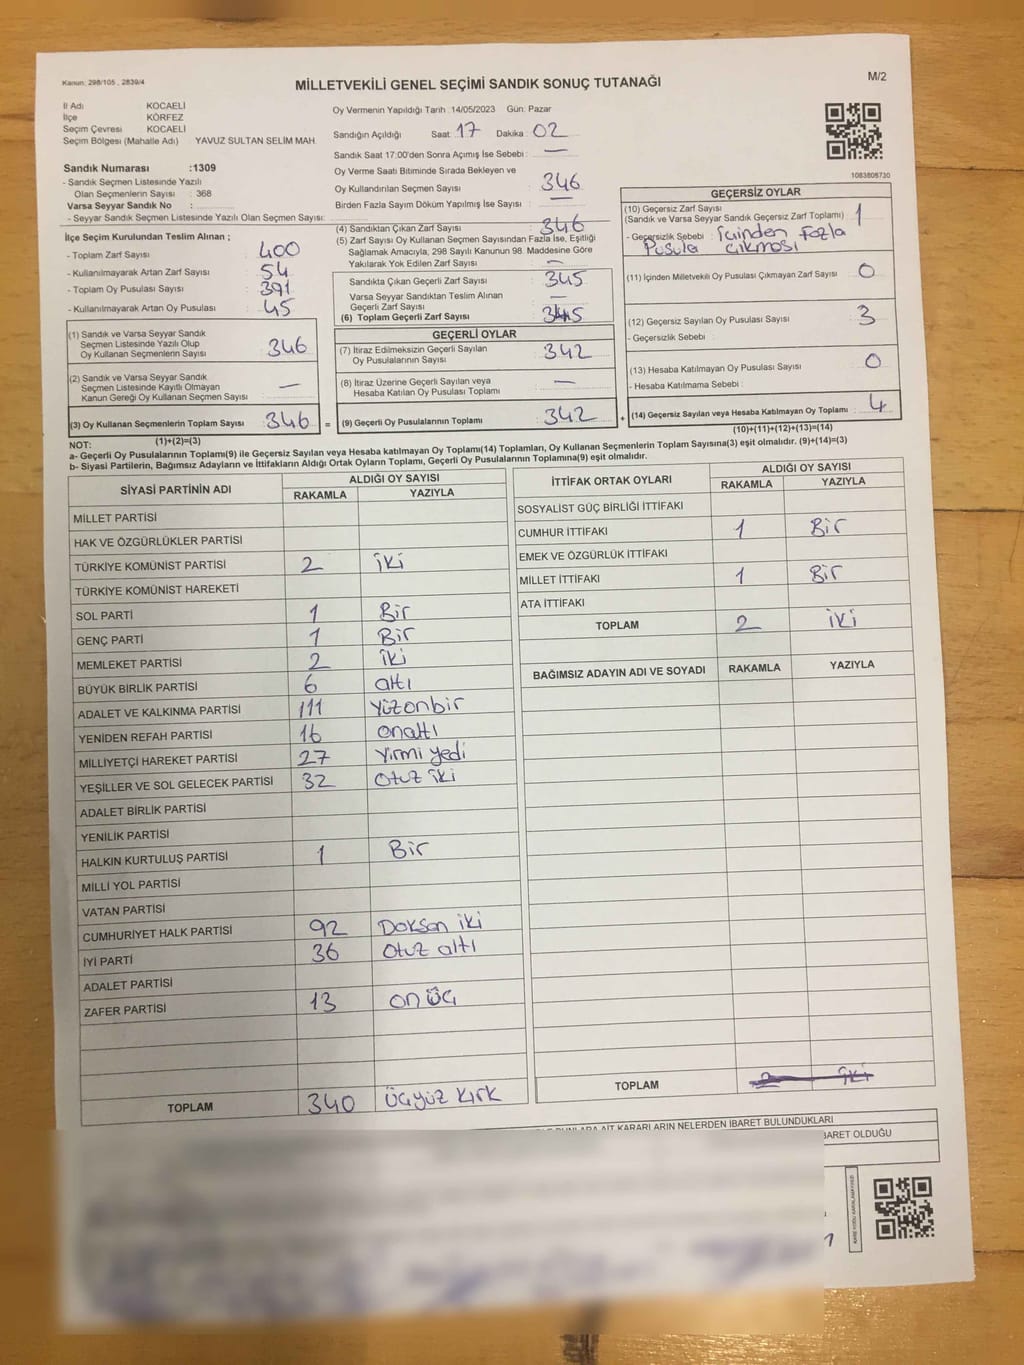 Kanun: 298/105 , 2839/4
MİLLETVEKİLİ GENEL SEÇİMİ SANDIK SONUÇ TUTANAĞI
M/2
İl Adı KOCAELİ
İlçe KÖRFEZ
Seçim Çevresi KOCAELİ
Seçim Bölgesi (Mahalle Adı) YAVUZ SULTAN SELİM MAH.
Sandık Numarası :1309
- Sandık Seçmen Listesinde Yazılı
Olan Seçmenlerin Sayısı : 368
Varsa Seyyar Sandık No :
- Seyyar Sandık Seçmen Listesinde Yazılı Olan Seçmen Sayısı:
İlçe Seçim Kurulundan Teslim Alınan ;
- Toplam Zarf Sayısı : 400
- Kullanılmayarak Artan Zarf Sayısı : 54
- Toplam Oy Pusulası Sayısı : 391
- Kullanılmayarak Artan Oy Pusulası : 45
(1) Sandık ve Varsa Seyyar Sandık
Seçmen Listesinde Yazılı Olup
Oy Kullanan Seçmenlerin Sayısı : 346
(2) Sandık ve Varsa Seyyar Sandık
Seçmen Listesinde Kayıtlı Olmayan
Kanun Gereği Oy Kullanan Seçmen Sayısı : —
(3) Oy Kullanan Seçmenlerin Toplam Sayısı : 346 =
(1)+(2)=(3)
Oy Vermenin Yapıldığı Tarih :14/05/2023 Gün: Pazar
Sandığın Açıldığı Saat : 17 Dakika : 02
Sandık Saat 17:00'den Sonra Açımış İse Sebebi : —
Oy Verme Saati Bitiminde Sırada Bekleyen ve
Oy Kullandırılan Seçmen Sayısı : 346
Birden Fazla Sayım Döküm Yapılmış İse Sayısı : —
(4) Sandıktan Çıkan Zarf Sayısı : 346
(5) Zarf Sayısı Oy Kullanan Seçmen Sayısından Fazla İse, Eşitliği
Sağlamak Amacıyla, 298 Sayılı Kanunun 98. Maddesine Göre
Yakılarak Yok Edilen Zarf Sayısı : —
Sandıkta Çıkan Geçerli Zarf Sayısı : 345
Varsa Seyyar Sandıktan Teslim Alınan
Geçerli Zarf Sayısı : —
(6) Toplam Geçerli Zarf Sayısı : 345
GEÇERLİ OYLAR
(7) İtiraz Edilmeksizin Geçerli Sayılan
Oy Pusulalarının Sayısı : 342
(8) İtiraz Üzerine Geçerli Sayılan veya
Hesaba Katılan Oy Pusulası Toplamı : —
(9) Geçerli Oy Pusulalarının Toplamı : 342 +
1083808730
GEÇERSİZ OYLAR
(10) Geçersiz Zarf Sayısı
(Sandık ve Varsa Seyyar Sandık Geçersiz Zarf Toplamı) : 1
- Geçersizlik Sebebi : İçinden Fazla
Pusula çıkması
(11) İçinden Milletvekili Oy Pusulası Çıkmayan Zarf Sayısı : 0
(12) Geçersiz Sayılan Oy Pusulası Sayısı : 3
- Geçersizlik Sebebi :
(13) Hesaba Katılmayan Oy Pusulası Sayısı : 0
- Hesaba Katılmama Sebebi :
(14) Geçersiz Sayılan veya Hesaba Katılmayan Oy Toplamı : 4
(10)+(11)+(12)+(13)=(14)
NOT:
a- Geçerli Oy Pusulalarının Toplamı(9) ile Geçersiz Sayılan veya Hesaba Katılmayan Oy Toplamı(14) Toplamları, Oy Kullanan Seçmenlerin Toplam Sayısına(3) eşit olmalıdır. (9)+(14)=(3)
b- Siyasi Partilerin, Bağımsız Adayların ve İttifakların Aldığı Ortak Oyların Toplamı, Geçerli Oy Pusulalarının Toplamına(9) eşit olmalıdır.
SİYASİ PARTİNİN ADI ALDIĞI OY SAYISI
RAKAMLA YAZIYLA
MİLLET PARTİSİ
HAK VE ÖZGÜRLÜKLER PARTİSİ
TÜRKİYE KOMÜNİST PARTİSİ 2 iki
TÜRKİYE KOMÜNİST HAREKETİ
SOL PARTİ 1 Bir
GENÇ PARTİ 1 Bir
MEMLEKET PARTİSİ 2 iki
BÜYÜK BİRLİK PARTİSİ 6 altı
ADALET VE KALKINMA PARTİSİ 111 Yüzonbir
YENİDEN REFAH PARTİSİ 16 onaltı
MİLLİYETÇİ HAREKET PARTİSİ 27 Yirmi yedi
YEŞİLLER VE SOL GELECEK PARTİSİ 32 Otuz iki
ADALET BİRLİK PARTİSİ
YENİLİK PARTİSİ
HALKIN KURTULUŞ PARTİSİ 1 Bir
MİLLİ YOL PARTİSİ
VATAN PARTİSİ
CUMHURİYET HALK PARTİSİ 92 Doksan iki
İYİ PARTİ 36 Otuz altı
ADALET PARTİSİ
ZAFER PARTİSİ 13 on üç
TOPLAM 340 Üçyüz Kırk
İTTİFAK ORTAK OYLARI ALDIĞI OY SAYISI
RAKAMLA YAZIYLA
SOSYALİST GÜÇ BİRLİĞİ İTTİFAKI
CUMHUR İTTİFAKI 1 Bir
EMEK VE ÖZGÜRLÜK İTTİFAKI
MİLLET İTTİFAKI 1 Bir
ATA İTTİFAKI
TOPLAM 2 iki
BAĞIMSIZ ADAYIN ADI VE SOYADI RAKAMLA YAZIYLA
TOPLAM 2 iki
AİT KARARLARIN NELERDEN İBARET BULUNDUKLARI
İBARET OLDUĞU